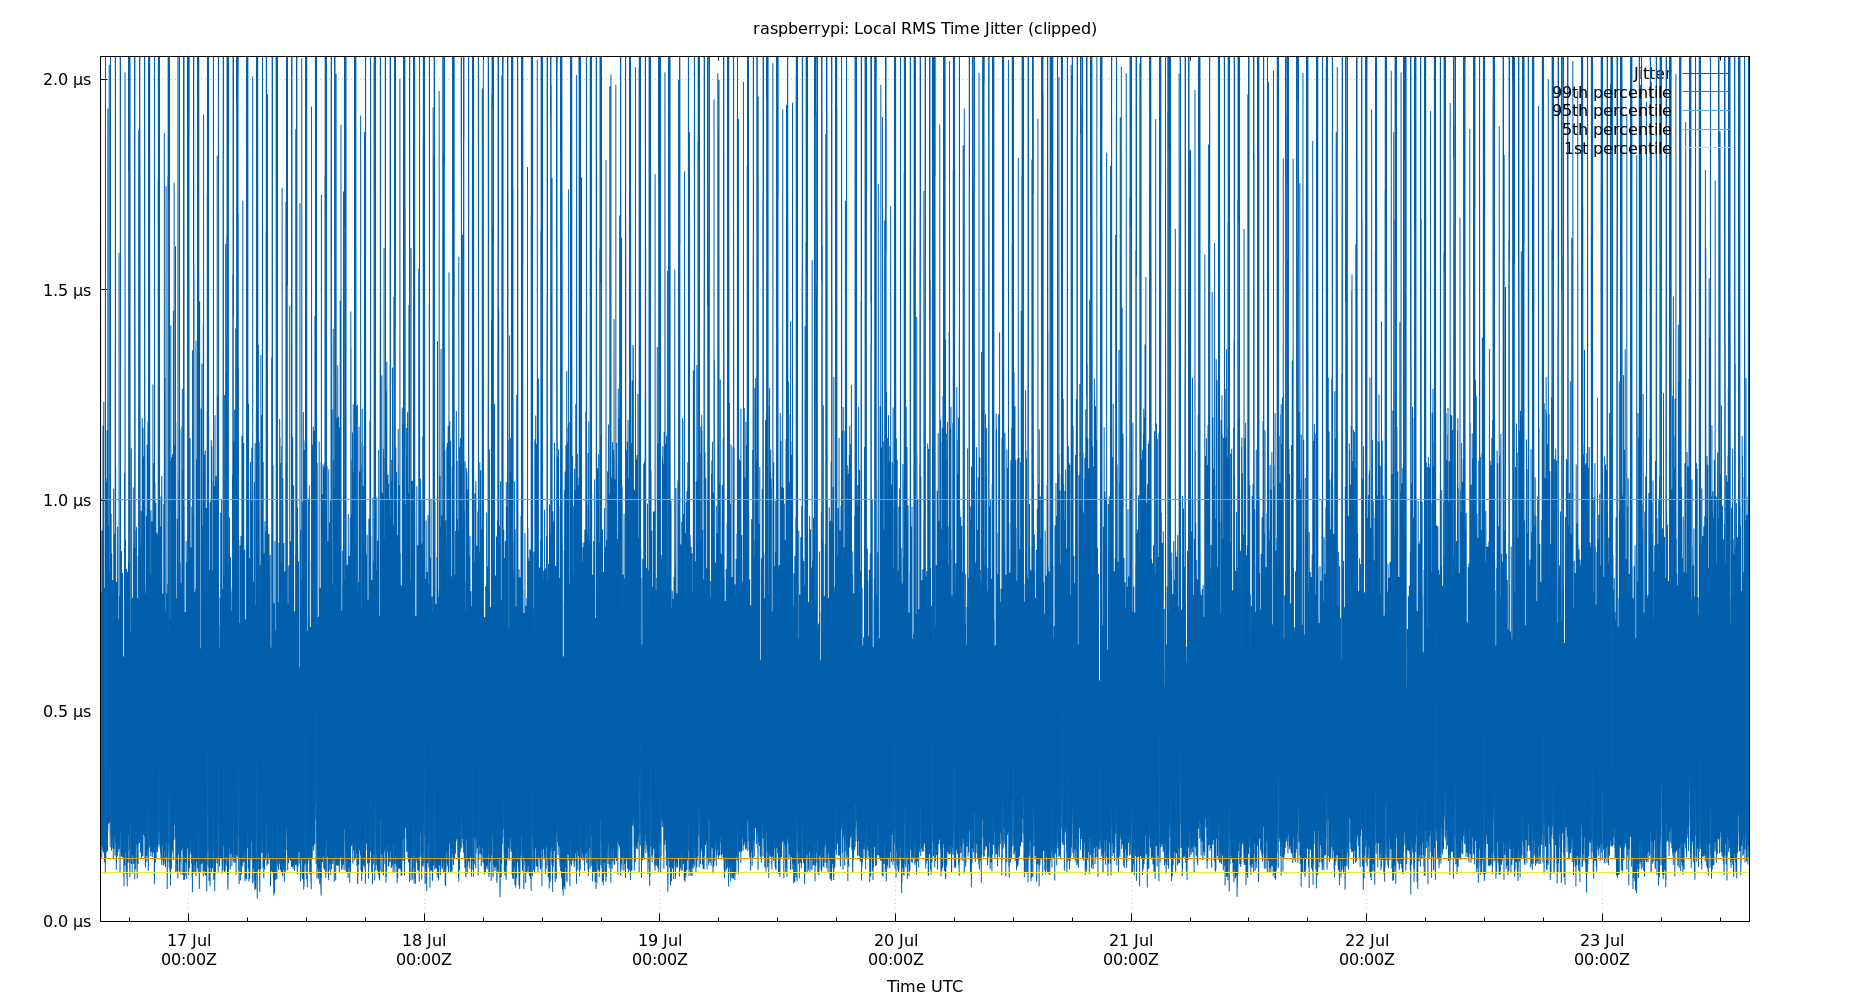 raspberrypi: Local RMS Time Jitter (clipped)
2.0 µs
1.5 µs
1.0 µs
0.5 µs
0.0 µs
Jitter
99th percentile
95th percentile
5th percentile
1st percentile
17 Jul
00:00Z
18 Jul
00:00Z
19 Jul
00:00Z
20 Jul
00:00Z
21 Jul
00:00Z
22 Jul
00:00Z
23 Jul
00:00Z
Time UTC